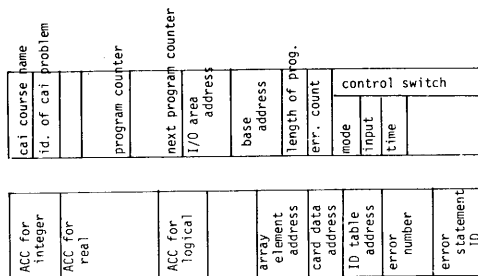 cai course name
id. of cai problem
program counter
next program counter
I/O area
address
base
address
length of prog.
err. count
control switch
mode
input
time
ACC for
integer
ACC for
real
ACC for
logical
array
element
address
card data
address
ID table
address
error
number
error
statement
ID